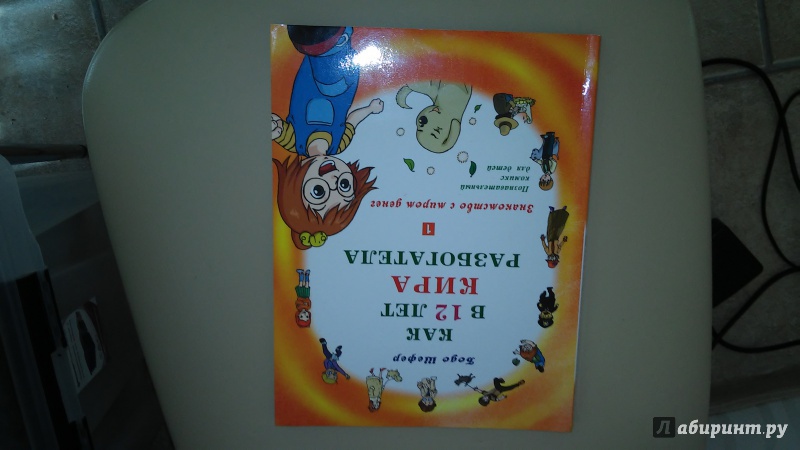 Бодо Шефер
КАК
В 12 ЛЕТ
КИРА
РАЗБОГАТЕЛА
1
Знакомство с миром денег
Познавательный
комикс
для детей
Лабиринт.ру